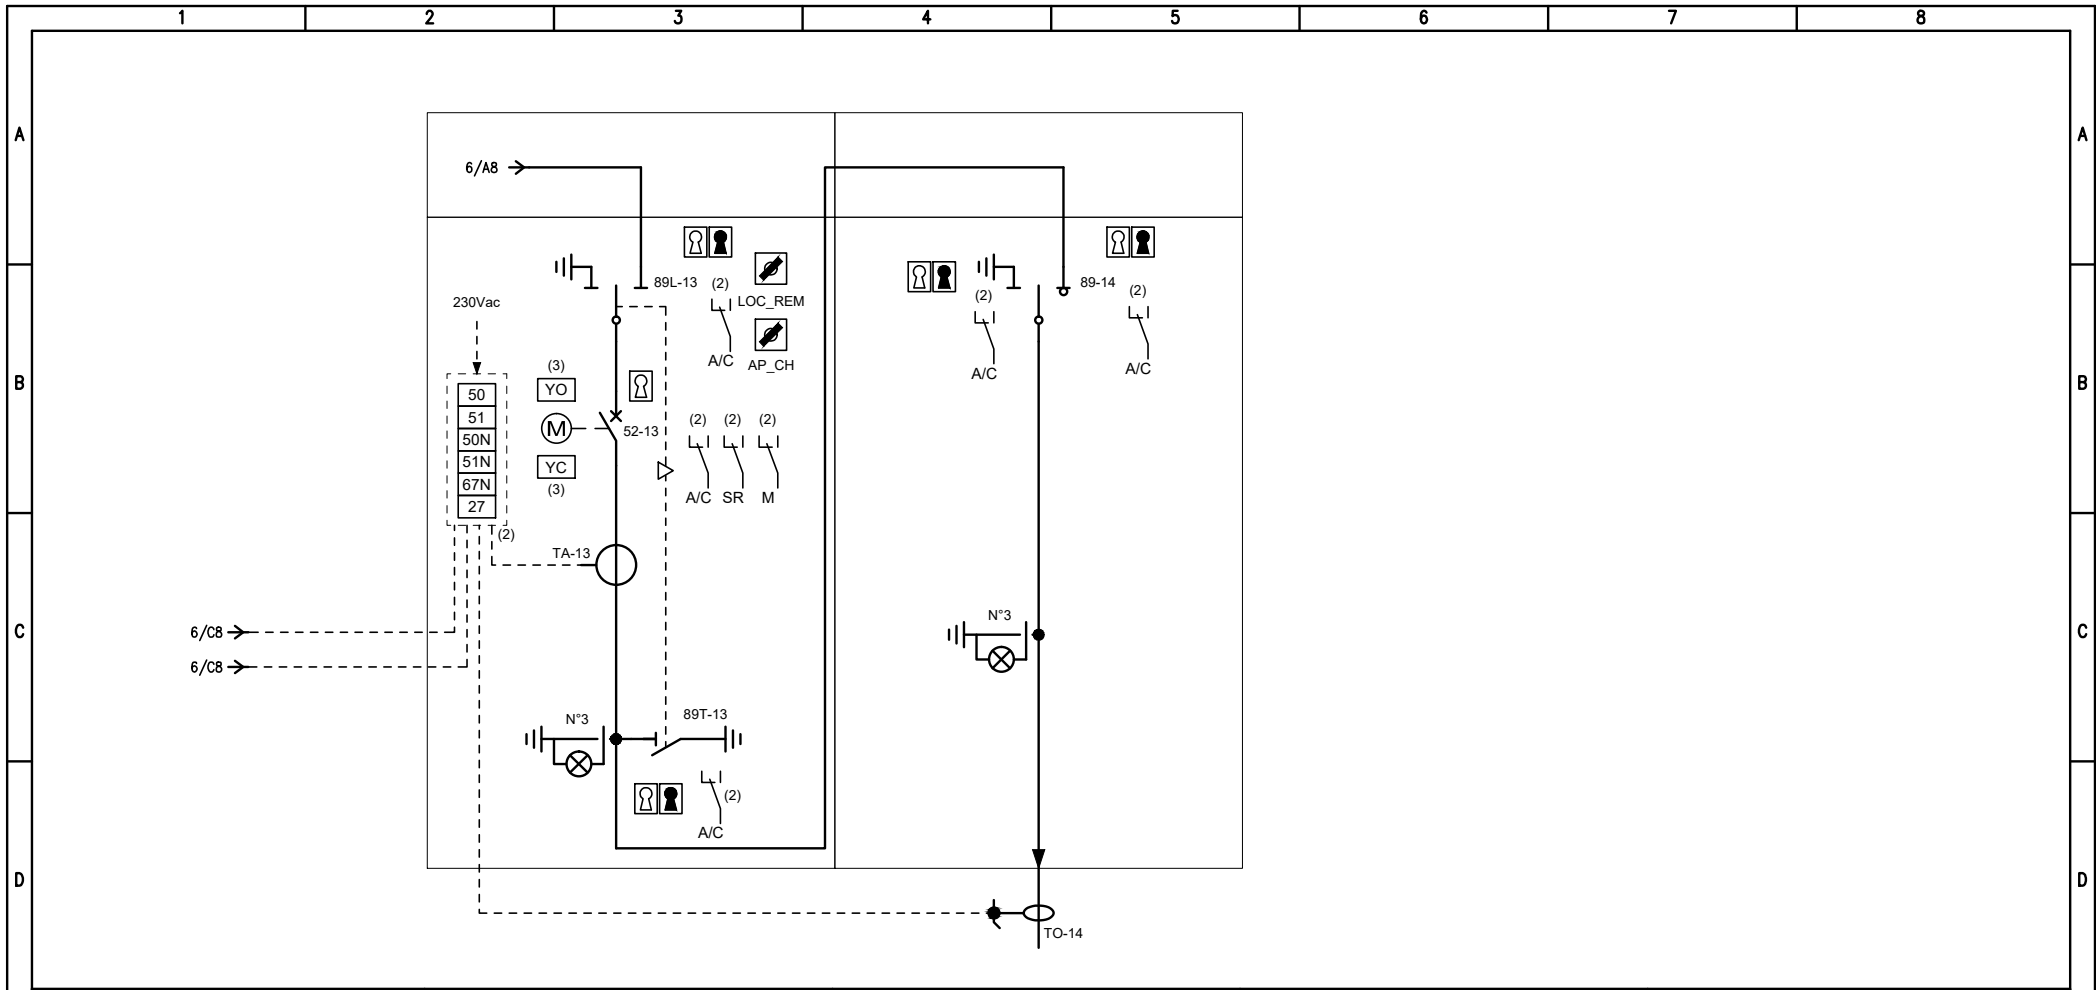 1 2 3 4 5 6 7 8
A A
6/A8
89L-13 (2) 89-14
(2) (2)
230Vac LOC_REM
A/C AP_CH A/C A/C
(3)
B B
YO
50
51
50N
51N
67N
27
M 52-13 (2) (2) (2)
YC
(3)
A/C SR M
(2)
TA-13
N°3
6/C8
C C
6/C8
N°3 89T-13
(2)
A/C
D D
TO-14